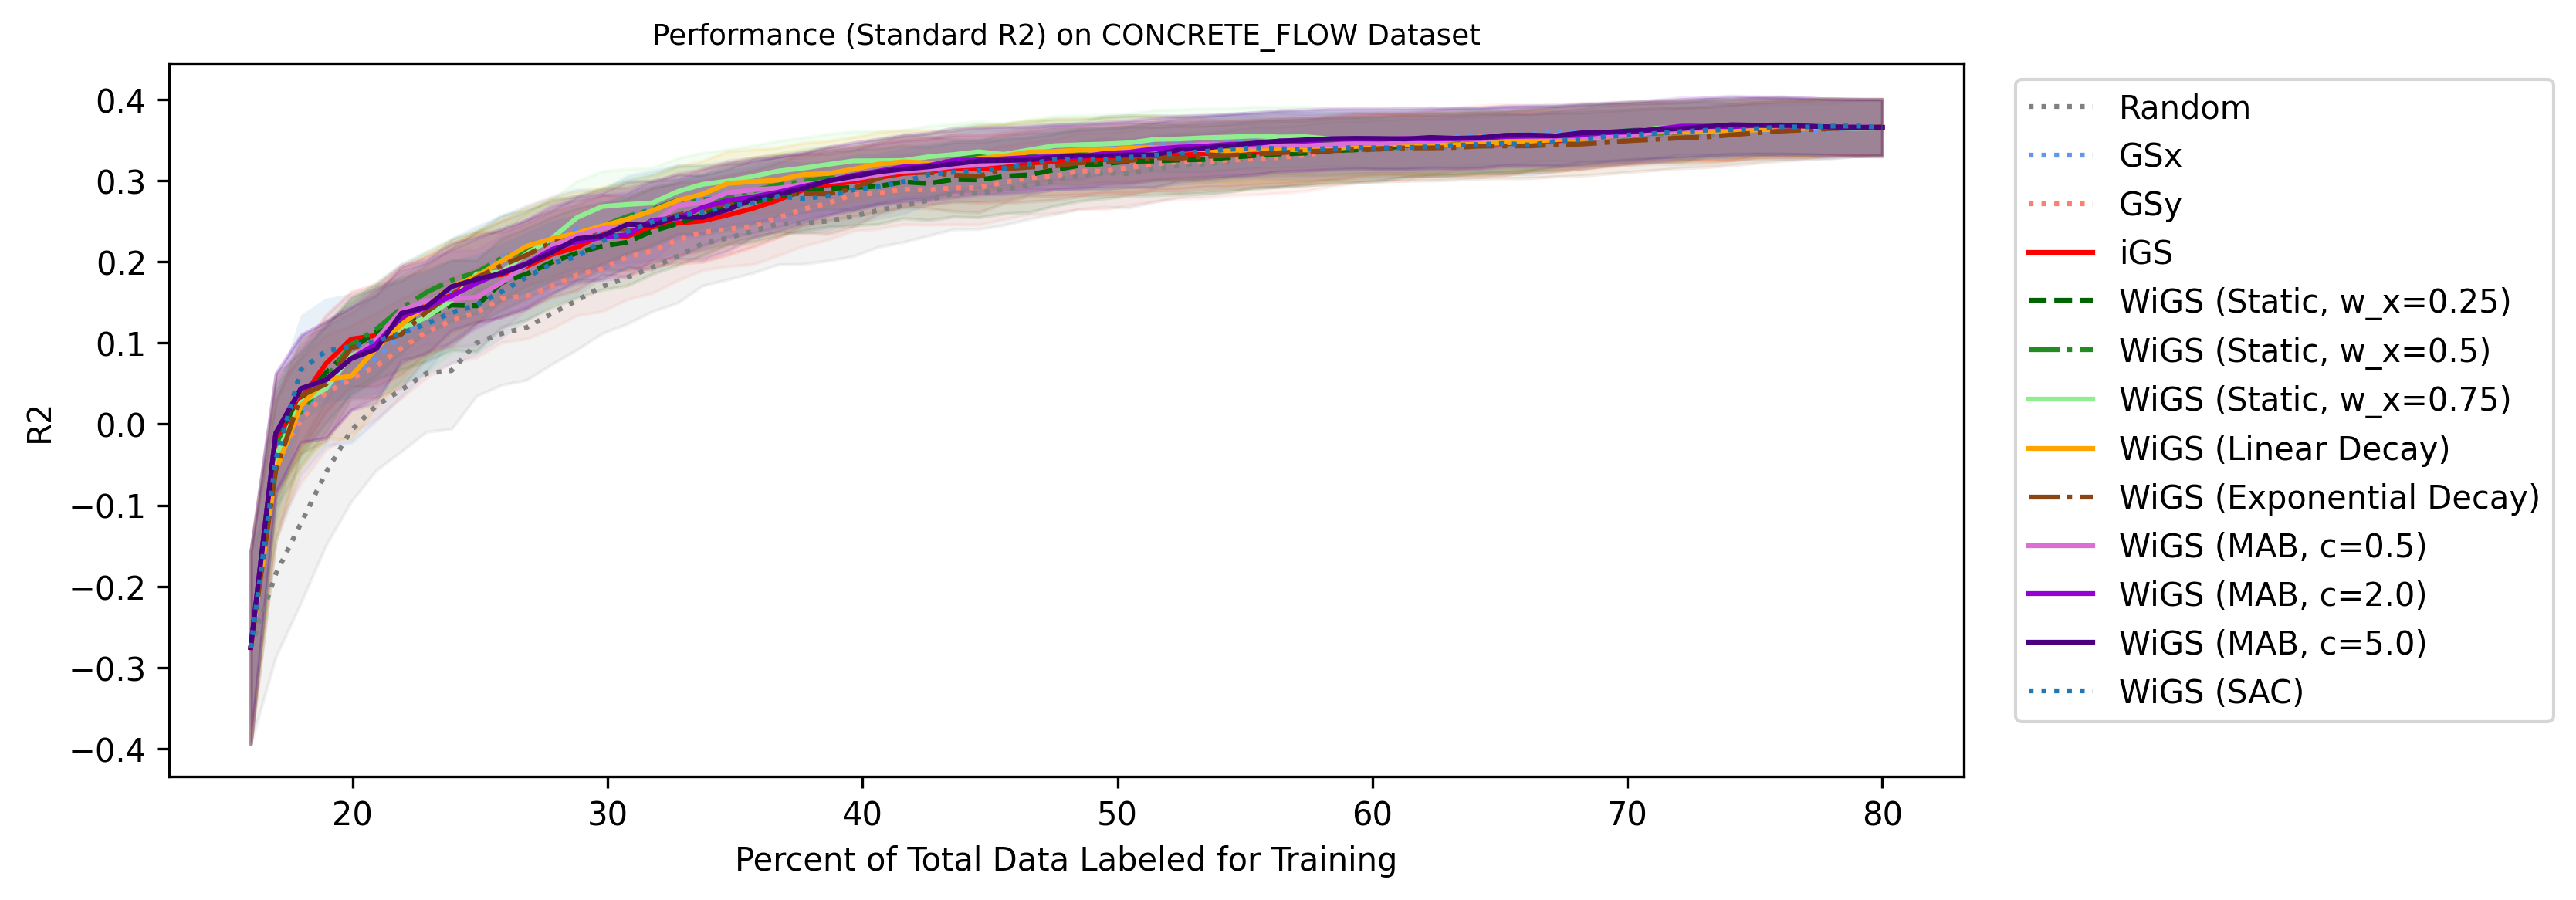 Performance (Standard R2) on CONCRETE_FLOW Dataset
0.4
0.3
0.2
0.1
0.0
−0.1
−0.2
−0.3
−0.4
R2
20 30 40 50 60 70 80
Percent of Total Data Labeled for Training
Random
GSx
GSy
iGS
WiGS (Static, w_x=0.25)
WiGS (Static, w_x=0.5)
WiGS (Static, w_x=0.75)
WiGS (Linear Decay)
WiGS (Exponential Decay)
WiGS (MAB, c=0.5)
WiGS (MAB, c=2.0)
WiGS (MAB, c=5.0)
WiGS (SAC)